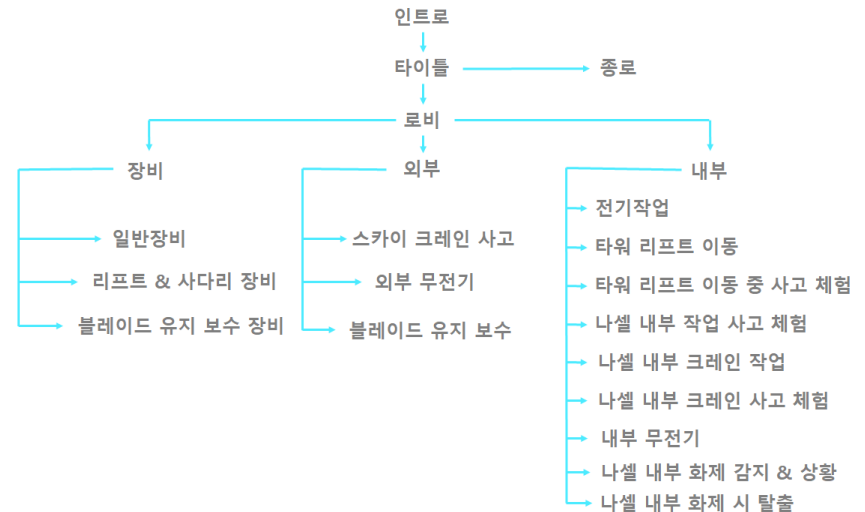 인트로
타이틀
종로
로비
장비
외부
내부
일반장비
리프트 & 사다리 장비
블레이드 유지 보수 장비
스카이 크레인 사고
외부 무전기
블레이드 유지 보수
전기작업
타워 리프트 이동
타워 리프트 이동 중 사고 체험
나셀 내부 작업 사고 체험
나셀 내부 크레인 작업
나셀 내부 크레인 사고 체험
내부 무전기
나셀 내부 화제 감지 & 상황
나셀 내부 화제 시 탈출